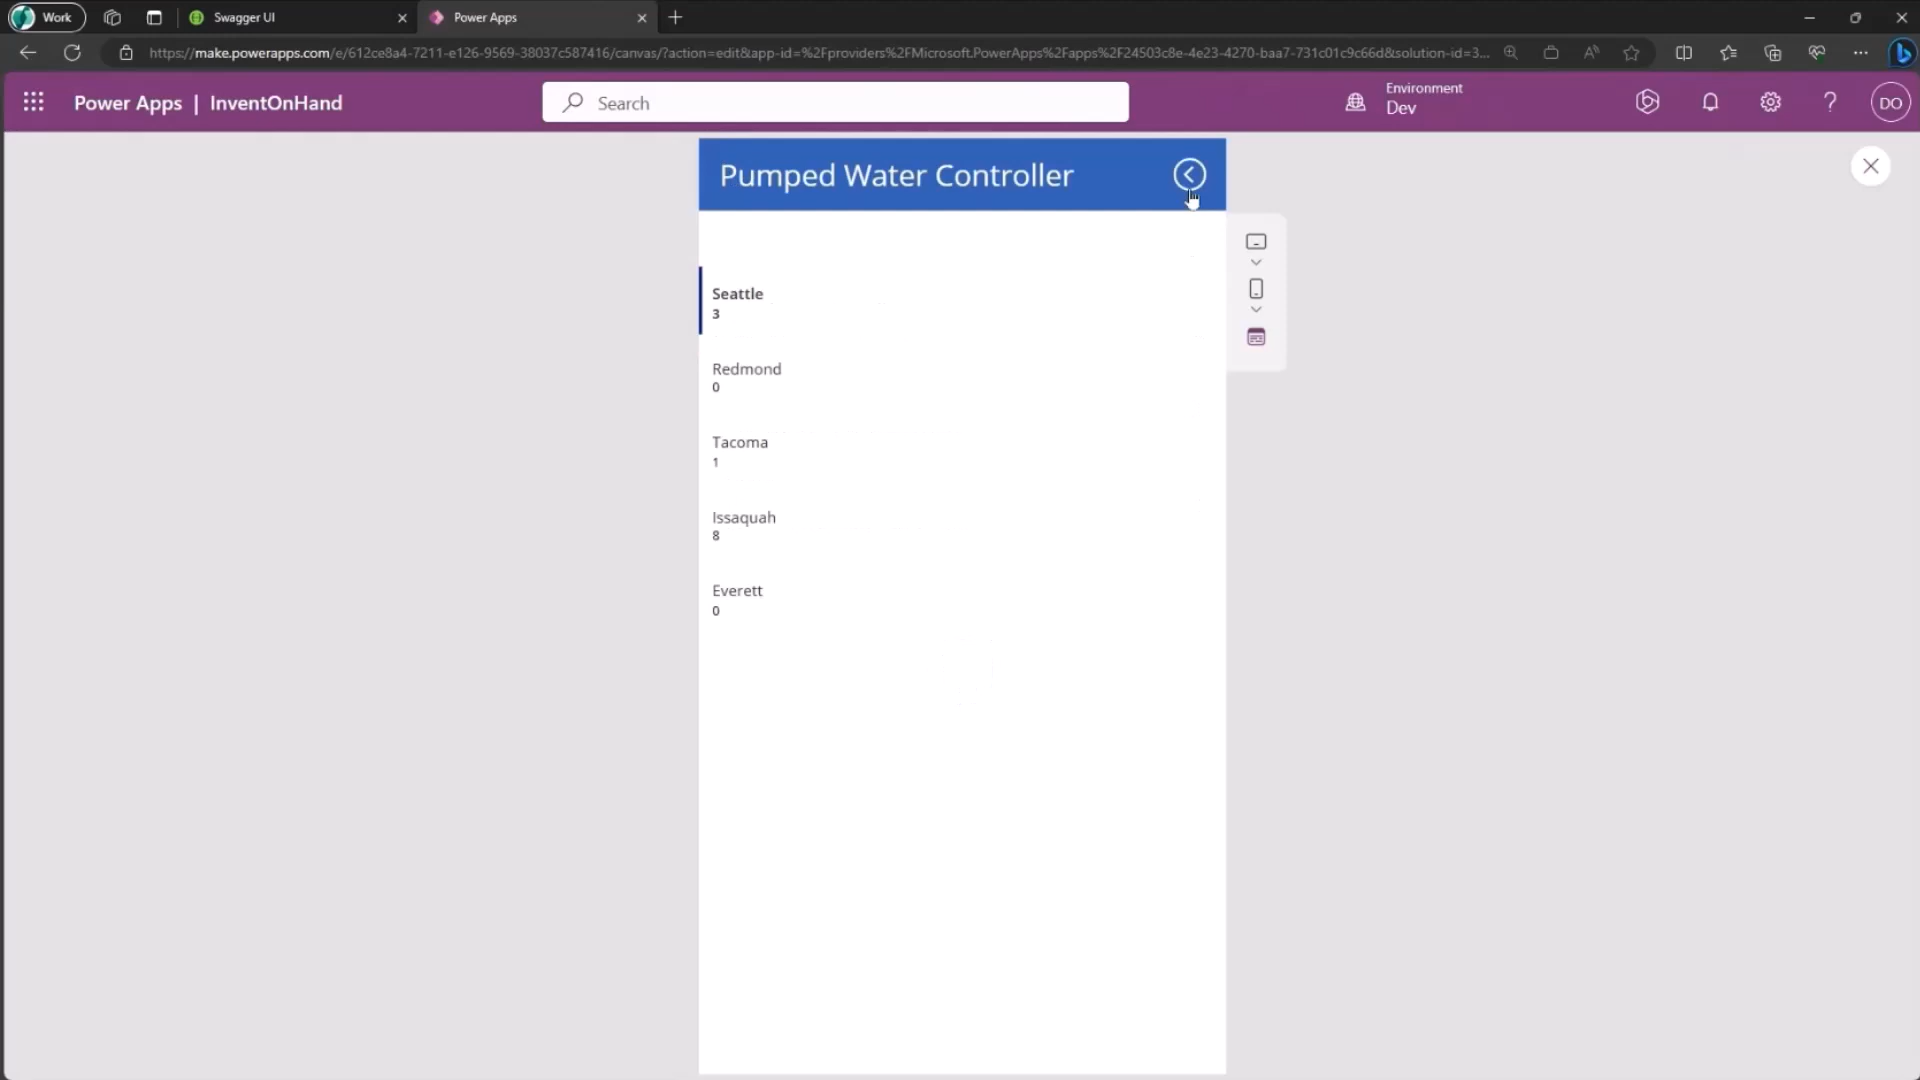 Work
Swagger UI
Power Apps
https://make.powerapps.com/e/612ce8a4-7211-e126-9569-38037c587416/canvas/?action=edit&app-id=%2Fproviders%2FMicrosoft.PowerApps%2Fapps%2F24503c8e-4e23-4270-baa7-731c01c9c66d&solution-id=3...
Power Apps | InventOnHand
Search
Environment
Dev
DO
Pumped Water Controller
Seattle
3
Redmond
0
Tacoma
1
Issaquah
8
Everett
0